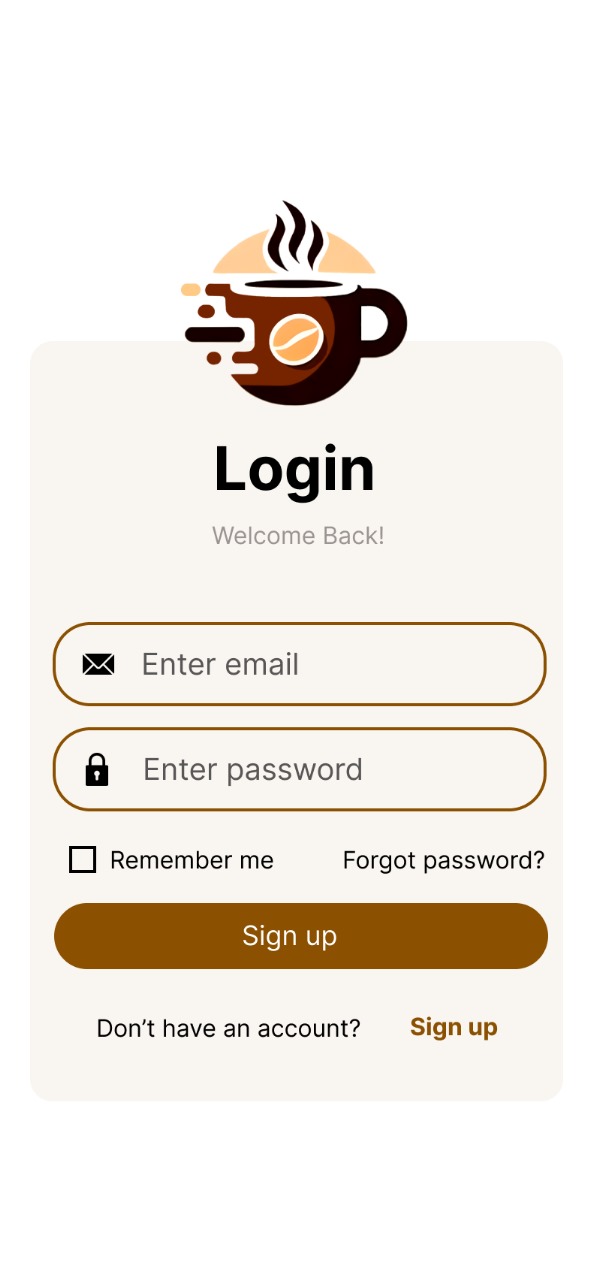 Login
Welcome Back!
Enter email
Enter password
Remember me Forgot password?
Sign up
Don’t have an account? Sign up